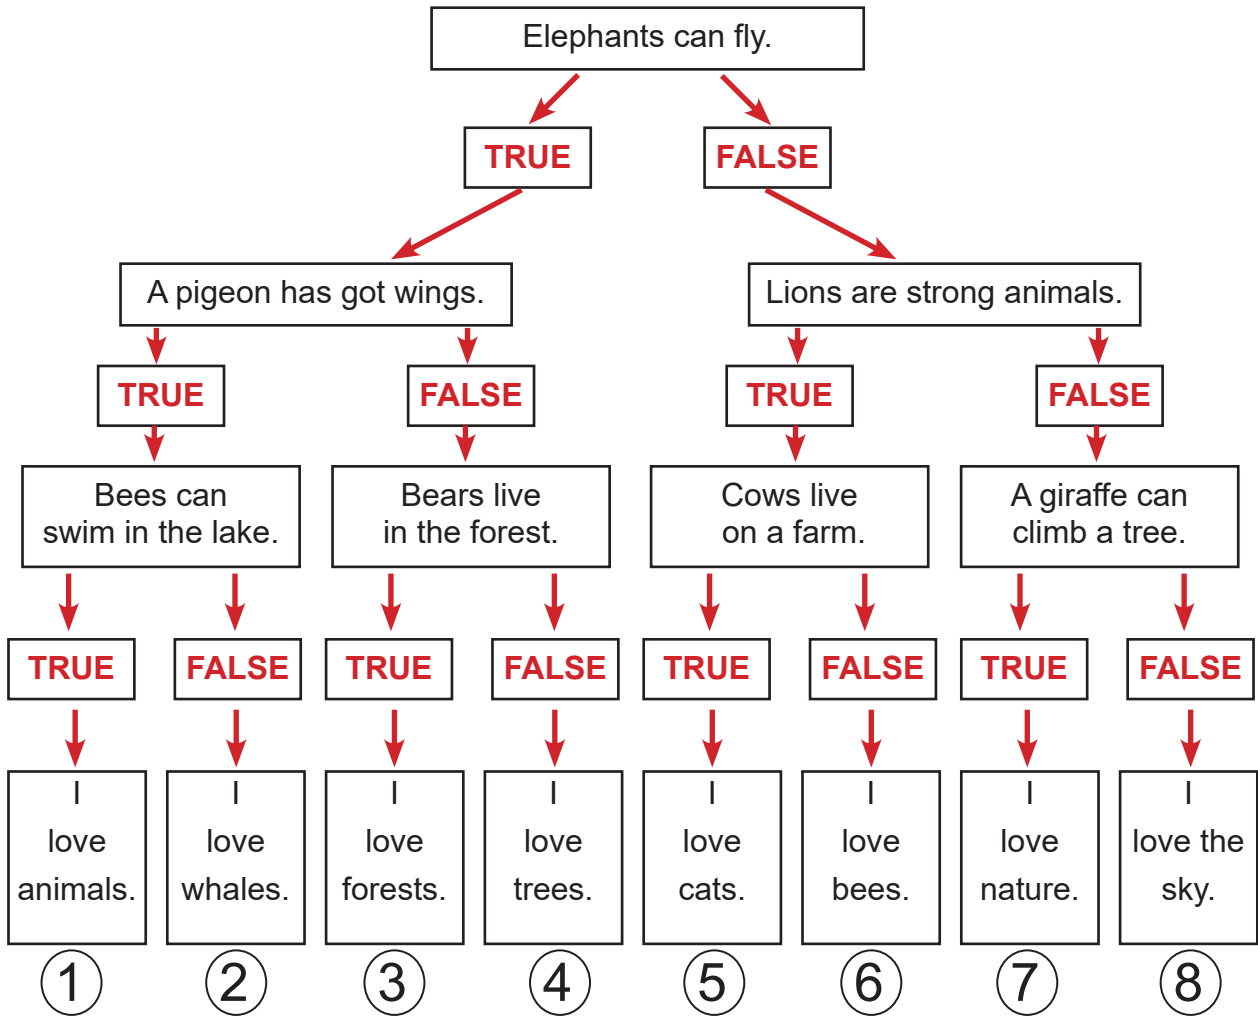 Elephants can fly.
TRUE
FALSE
A pigeon has got wings.
Lions are strong animals.
TRUE
FALSE
TRUE
FALSE
Bees can
swim in the lake.
Bears live
in the forest.
Cows live
on a farm.
A giraffe can
climb a tree.
TRUE
FALSE
TRUE
FALSE
TRUE
FALSE
TRUE
FALSE
I
love
animals.
I
love
whales.
I
love
forests.
I
love
trees.
I
love
cats.
I
love
bees.
I
love
nature.
I
love the
sky.
1
2
3
4
5
6
7
8